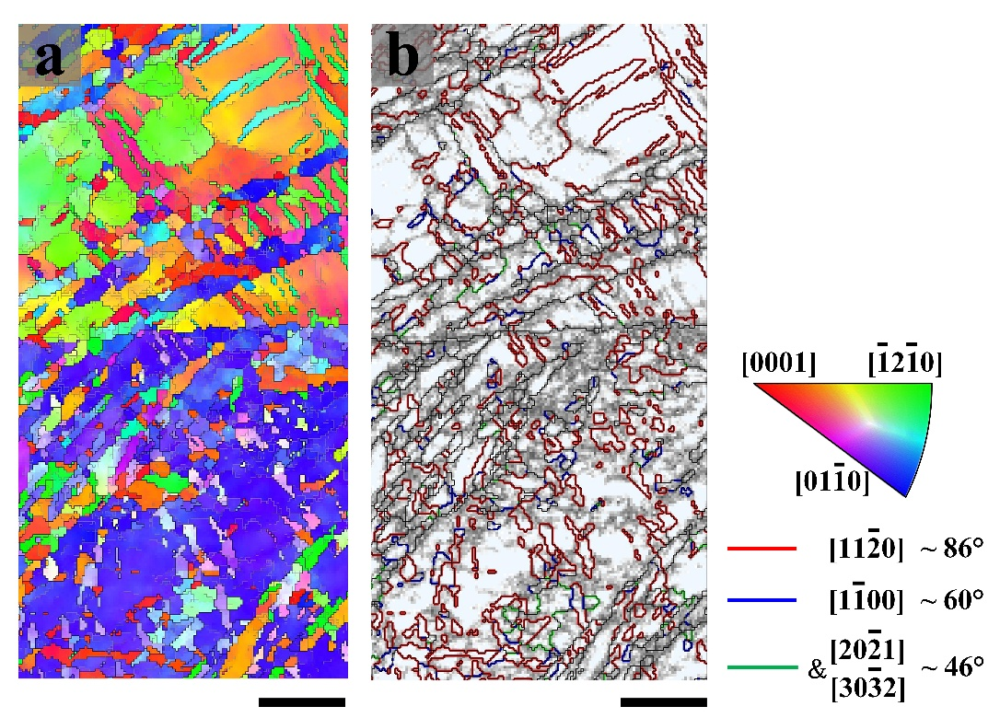 a
b
[0001] [1̅21̅0]
[011̅0]
[112̅0] ~ 86°
[11̅00] ~ 60°
& [202̅1]
[303̅2] ~ 46°